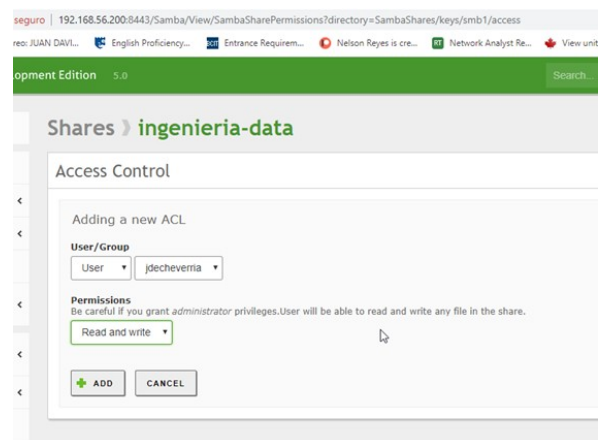 seguro | 192.168.56.200:8443/Samba/View/SambaSharePermissions?directory=SambaShares/keys/smb1/access
reo: JUAN DAVI... English Proficiency... BCIT Entrance Requirem... Nelson Reyes is cre... RT Network Analyst Re... View unit
opment Edition 5.0 Search...
Shares ingenieria-data
Access Control
Adding a new ACL
User/Group
User jdecheverria
Permissions
Be careful if you grant administrator privileges.User will be able to read and write any file in the share.
Read and write
ADD CANCEL